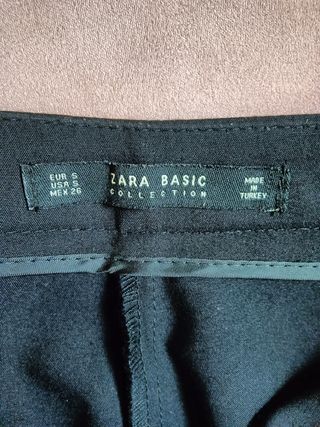 EUR S
USA S
MEX 26
ZARA BASIC
COLLECTION
MADE
IN
TURKEY